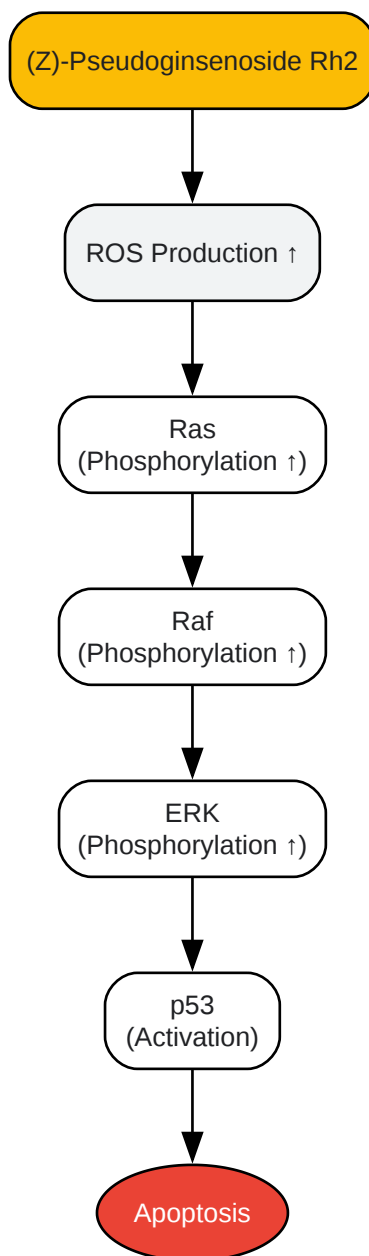 (Z)-Pseudoginsenoside Rh2
ROS Production ↑
Ras
(Phosphorylation ↑)
Raf
(Phosphorylation ↑)
ERK
(Phosphorylation ↑)
p53
(Activation)
Apoptosis